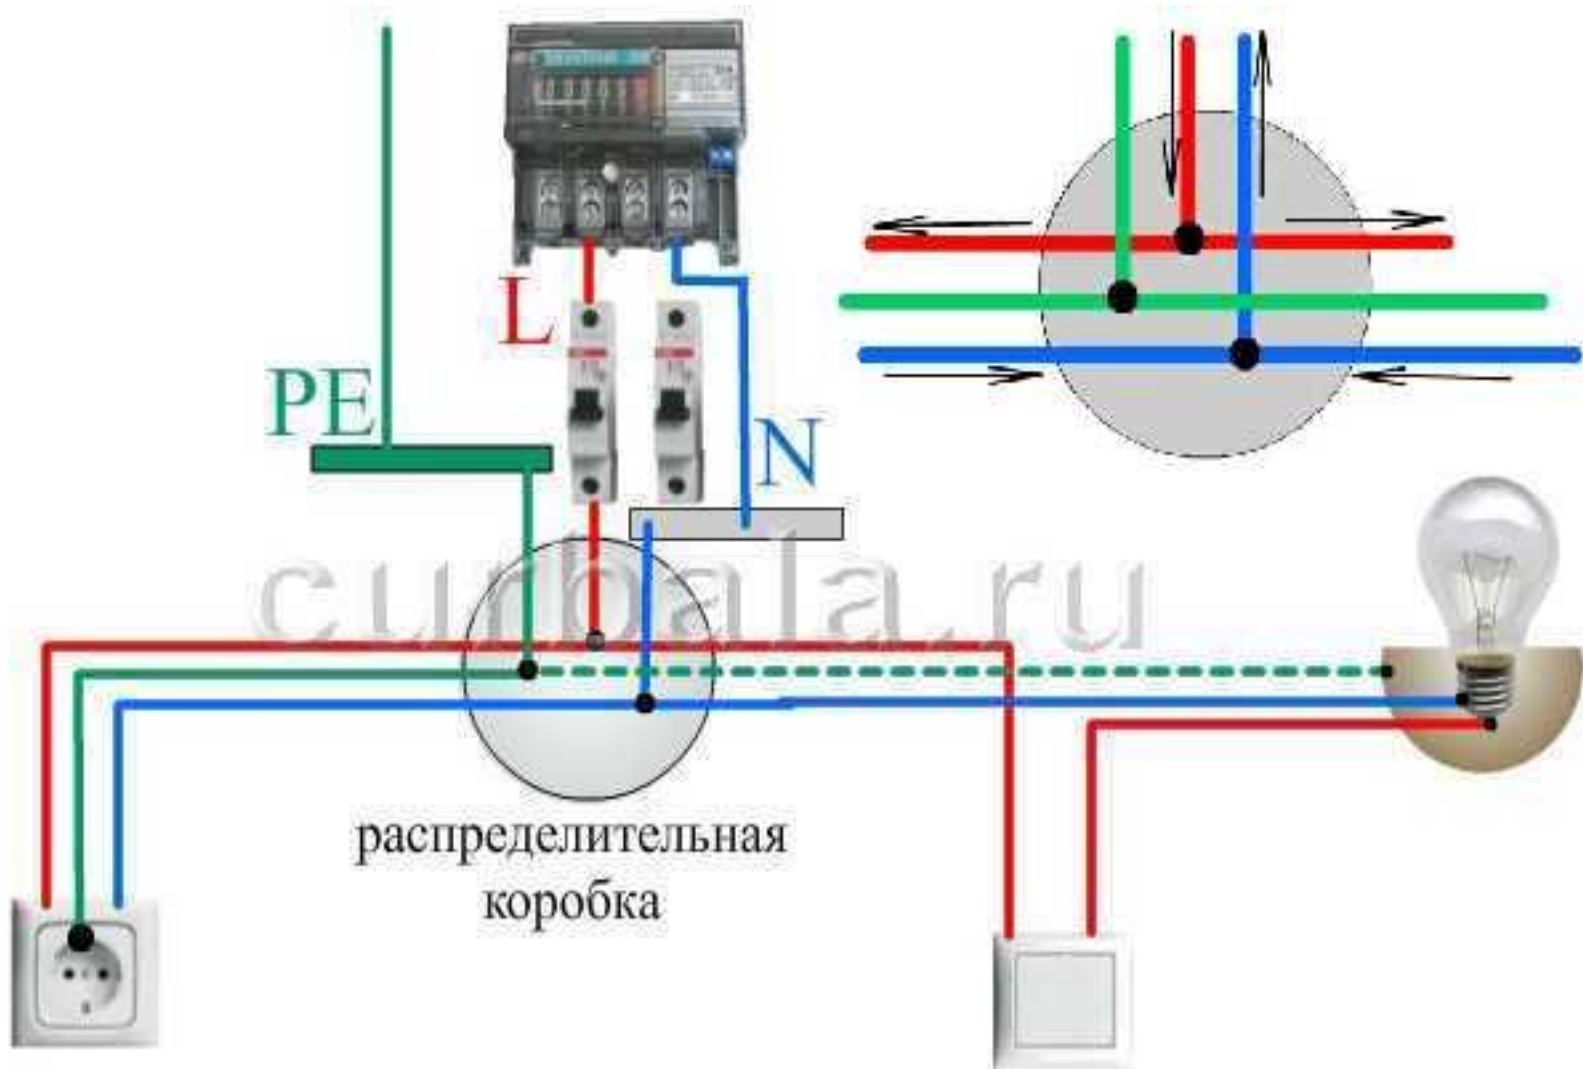 L
PE
N
curbala.ru
распределительная
коробка